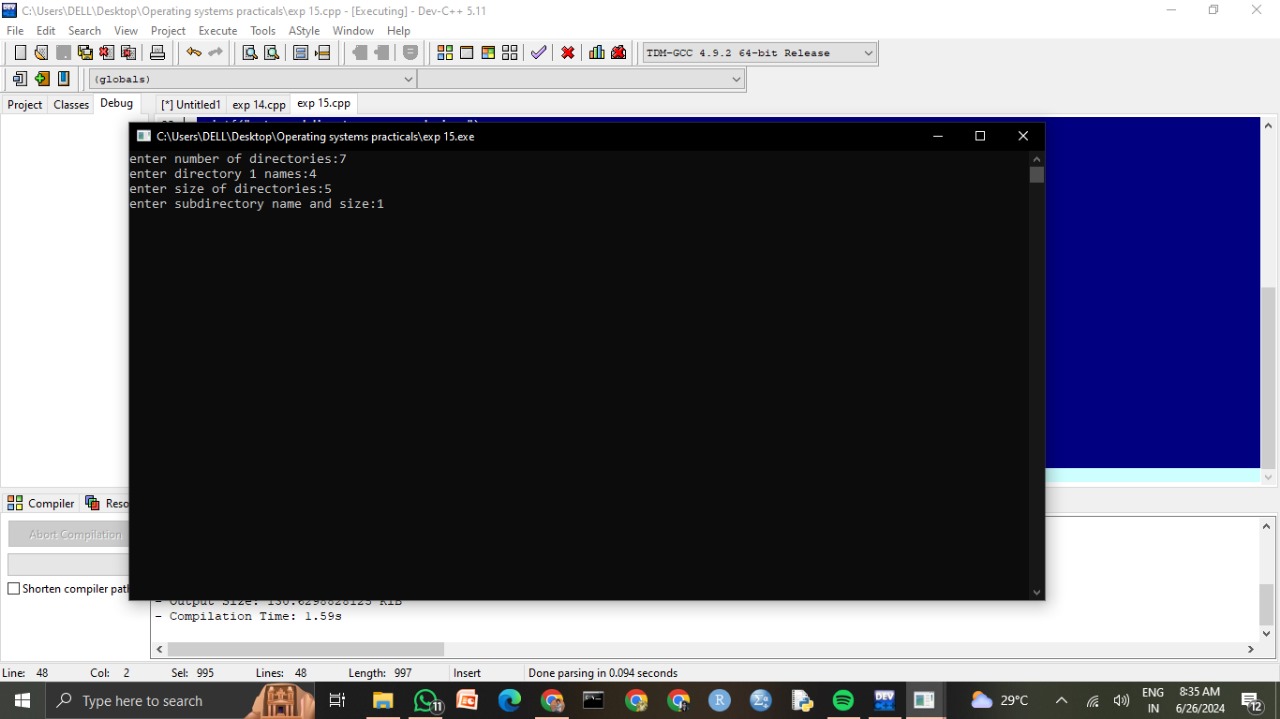 C:\Users\DELL\Desktop\Operating systems practicals\exp 15.cpp - [Executing] - Dev-C++ 5.11
File Edit Search View Project Execute Tools AStyle Window Help
TDM-GCC 4.9.2 64-bit Release
(globals)
Project Classes Debug [*] Untitled1 exp 14.cpp exp 15.cpp
C:\Users\DELL\Desktop\Operating systems practicals\exp 15.exe
enter number of directories:7
enter directory 1 names:4
enter size of directories:5
enter subdirectory name and size:1
Compiler Reso
Abort Compilation
Shorten compiler pat
- Output Size: 130.6298828125 KiB
- Compilation Time: 1.59s
Line: 48 Col: 2 Sel: 995 Lines: 48 Length: 997 Insert Done parsing in 0.094 seconds
Type here to search
11
R
DEV
29°C
ENG
IN
8:35 AM
6/26/2024
12